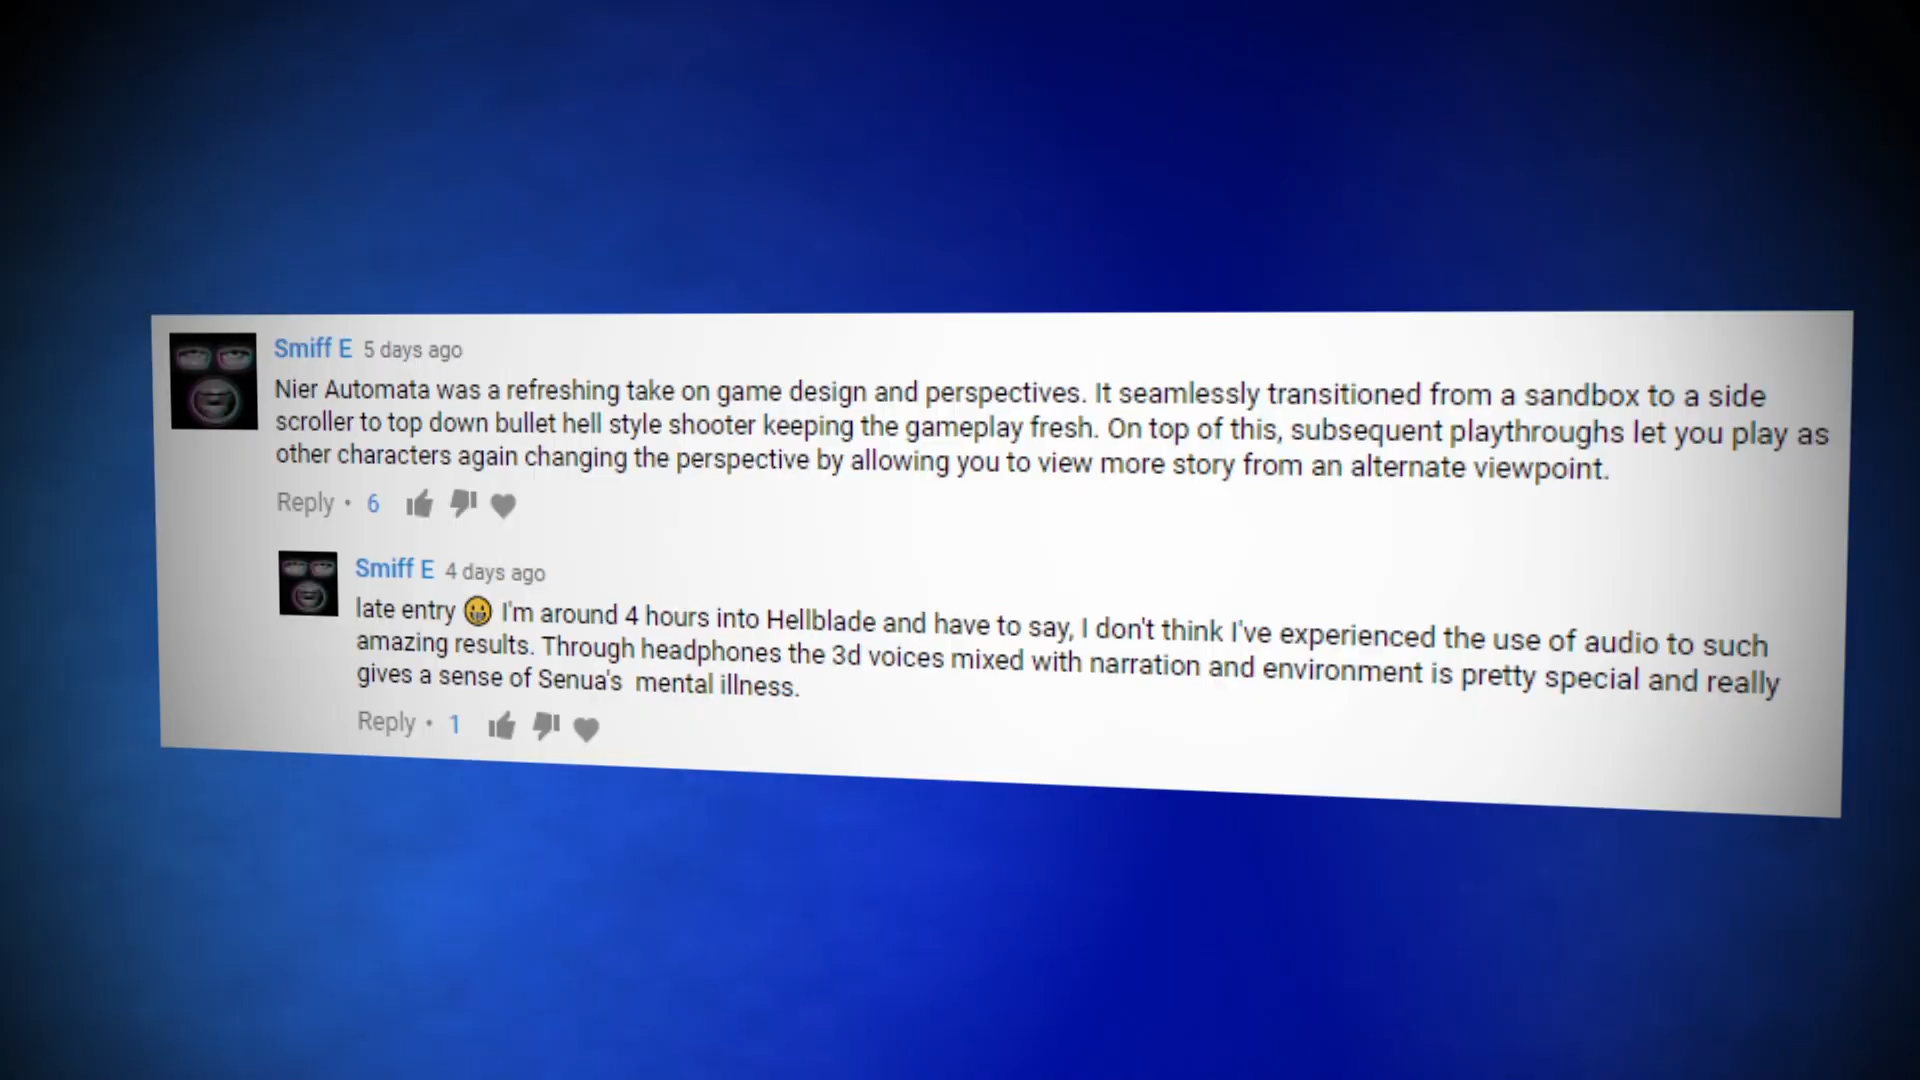 Smiff E 5 days ago
Nier Automata was a refreshing take on game design and perspectives. It seamlessly transitioned from a sandbox to a side
scroller to top down bullet hell style shooter keeping the gameplay fresh. On top of this, subsequent playthroughs let you play as
other characters again changing the perspective by allowing you to view more story from an alternate viewpoint.
Reply • 6
Smiff E 4 days ago
late entry 😀 I'm around 4 hours into Hellblade and have to say, I don't think I've experienced the use of audio to such
amazing results. Through headphones the 3d voices mixed with narration and environment is pretty special and really
gives a sense of Senua's  mental illness.
Reply • 1